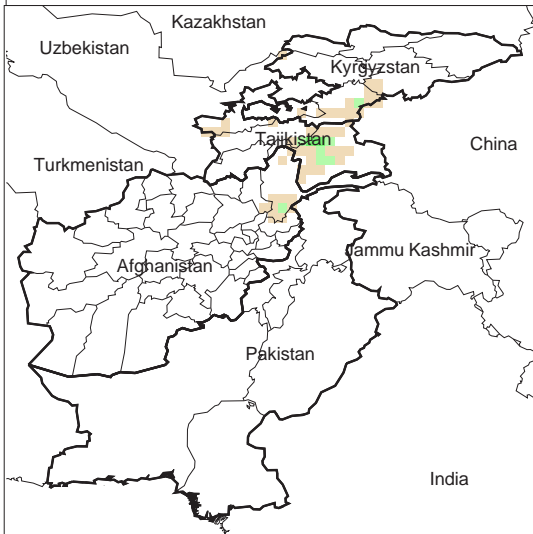 Kazakhstan
Uzbekistan
Kyrgyzstan
Tajikistan
China
Turkmenistan
Jammu Kashmir
Afghanistan
Pakistan
India